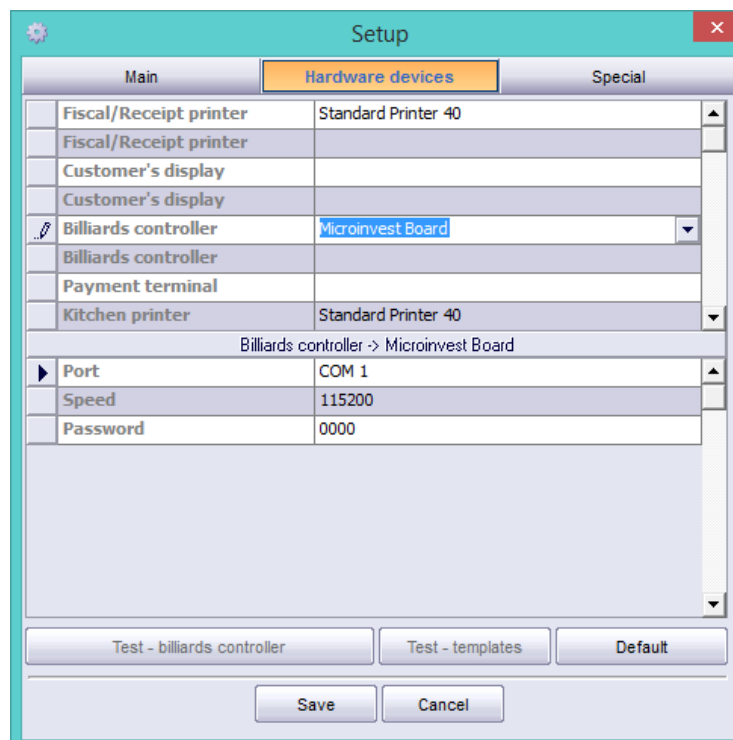 Setup
Main Hardware devices Special
Fiscal/Receipt printer Standard Printer 40
Fiscal/Receipt printer
Customer's display
Customer's display
Billiards controller Microinvest Board
Billiards controller
Payment terminal
Kitchen printer Standard Printer 40
Billiards controller -> Microinvest Board
Port COM 1
Speed 115200
Password 0000
Test - billiards controller Test - templates Default
Save Cancel